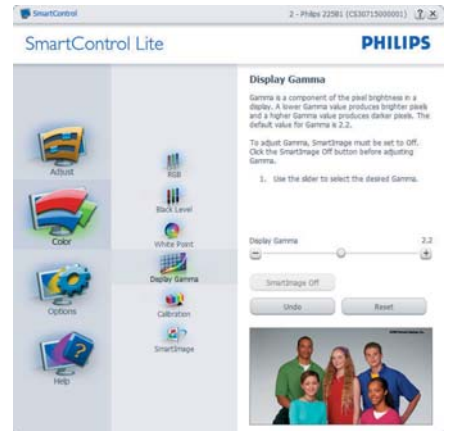 SmartControl
2 - Philips 225B1 (CS30715000001)
SmartControl Lite
PHILIPS
Adjust
Color
Options
Help
RGB
Black Level
White Point
Display Gamma
Calibration
SmartImage
Display Gamma
Gamma is a component of the pixel brightness in a
display. A lower Gamma value produces brighter pixels
and a higher Gamma value produces darker pixels. The
default value for Gamma is 2.2.
To adjust Gamma, SmartImage must be set to Off.
Click the SmartImage Off button before adjusting
Gamma.
1. Use the slider to select the desired Gamma.
Display Gamma 2.2
SmartImage Off
Undo Reset